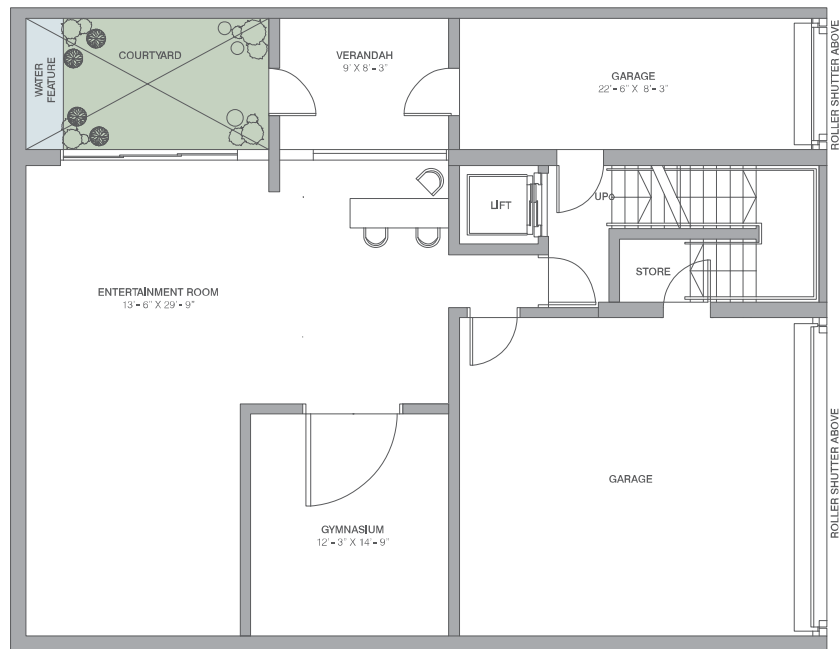 WATER
FEATURE
COURTYARD
VERANDAH
9' X 8'-3"
GARAGE
22'-6" X 8'-3"
ROLLER SHUTTER ABOVE
LIFT
UP
STORE
ENTERTAINMENT ROOM
13'-6" X 29'-9"
GYMNASIUM
12'-3" X 14'-9"
GARAGE
ROLLER SHUTTER ABOVE